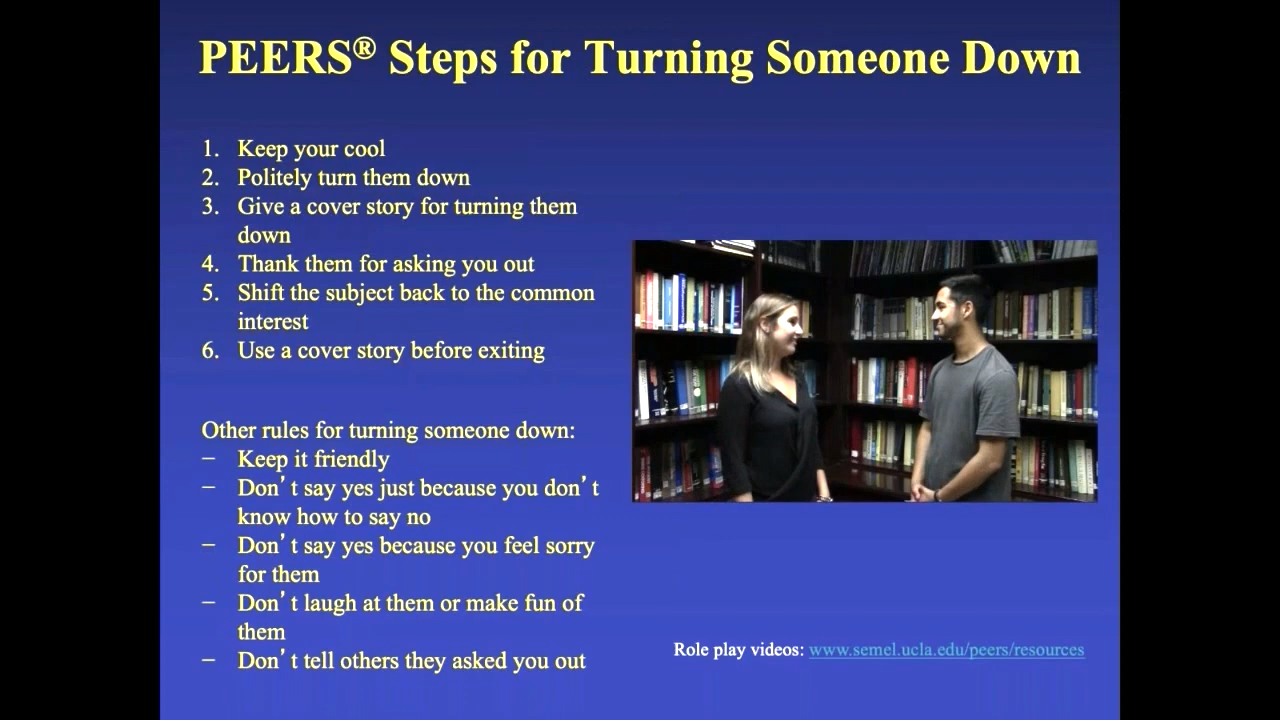 PEERS® Steps for Turning Someone Down
1. Keep your cool
2. Politely turn them down
3. Give a cover story for turning them
down
4. Thank them for asking you out
5. Shift the subject back to the common
interest
6. Use a cover story before exiting
Other rules for turning someone down:
– Keep it friendly
– Don't say yes just because you don't
know how to say no
– Don't say yes because you feel sorry
for them
– Don't laugh at them or make fun of
them
– Don't tell others they asked you out
Role play videos: www.semel.ucla.edu/peers/resources